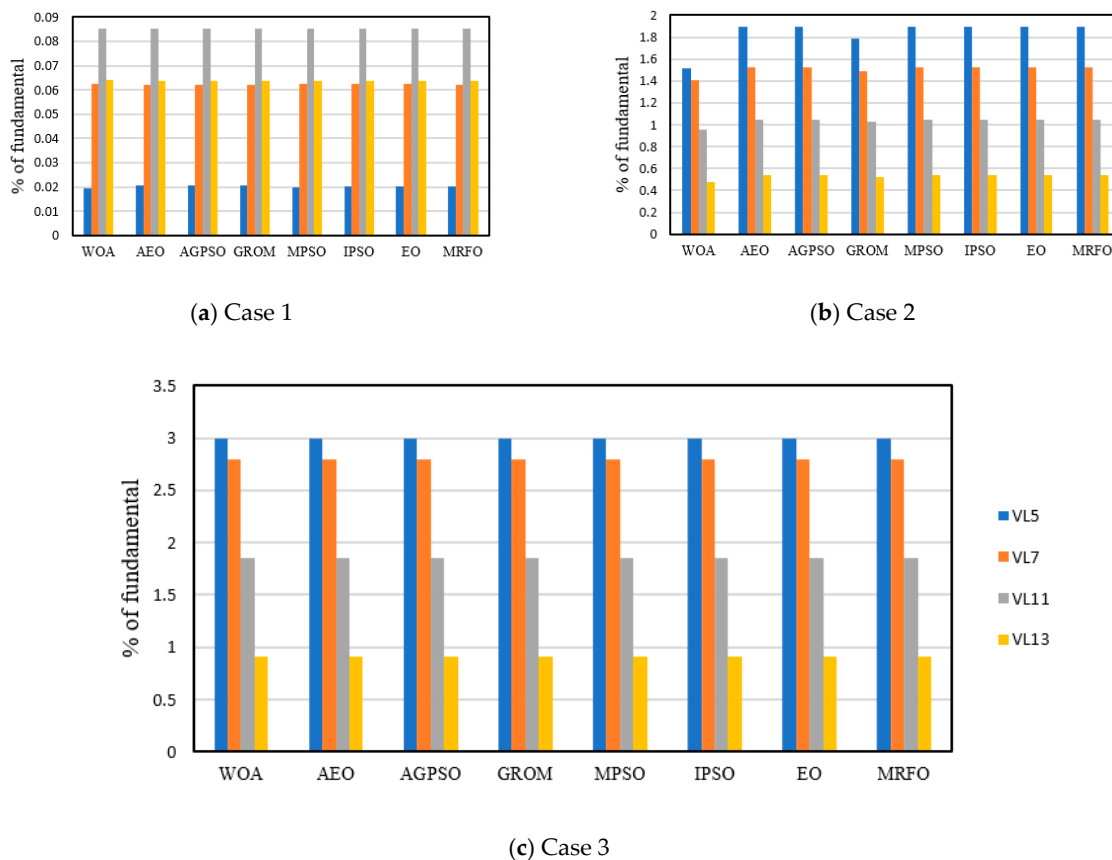 % of fundamental
0.09
0.08
0.07
0.06
0.05
0.04
0.03
0.02
0.01
0
WOA AEO AGPSO GROM MPSO IPSO EO MRFO
(a) Case 1
% of fundamental
2
1.8
1.6
1.4
1.2
1
0.8
0.6
0.4
0.2
0
WOA AEO AGPSO GROM MPSO IPSO EO MRFO
(b) Case 2
% of fundamental
3.5
3
2.5
2
1.5
1
0.5
0
WOA AEO AGPSO GROM MPSO IPSO EO MRFO
VL5
VL7
VL11
VL13
(c) Case 3